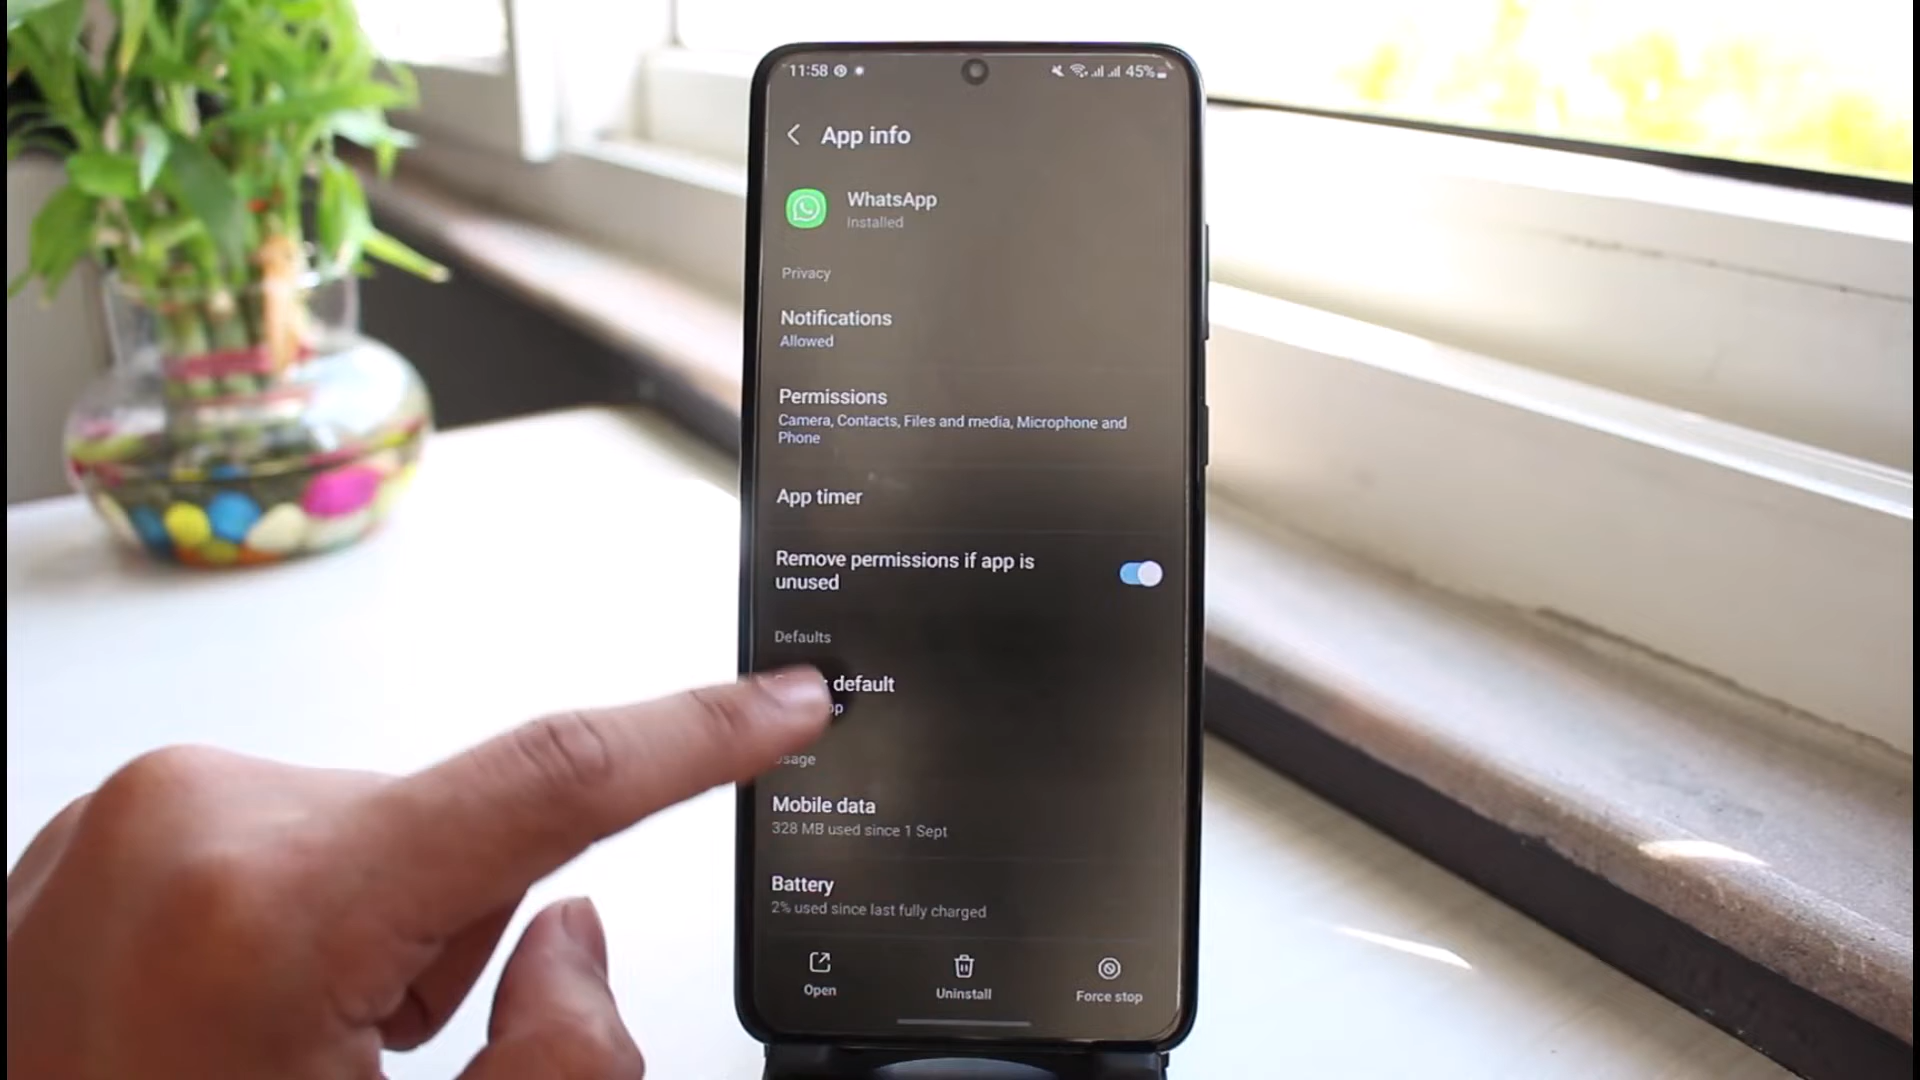 11:58
45%
App info
WhatsApp
Installed
Privacy
Notifications
Allowed
Permissions
Camera, Contacts, Files and media, Microphone and
Phone
App timer
Remove permissions if app is
unused
Defaults
default
Mobile data
328 MB used since 1 Sept
Battery
2% used since last fully charged
Open
Uninstall
Force stop